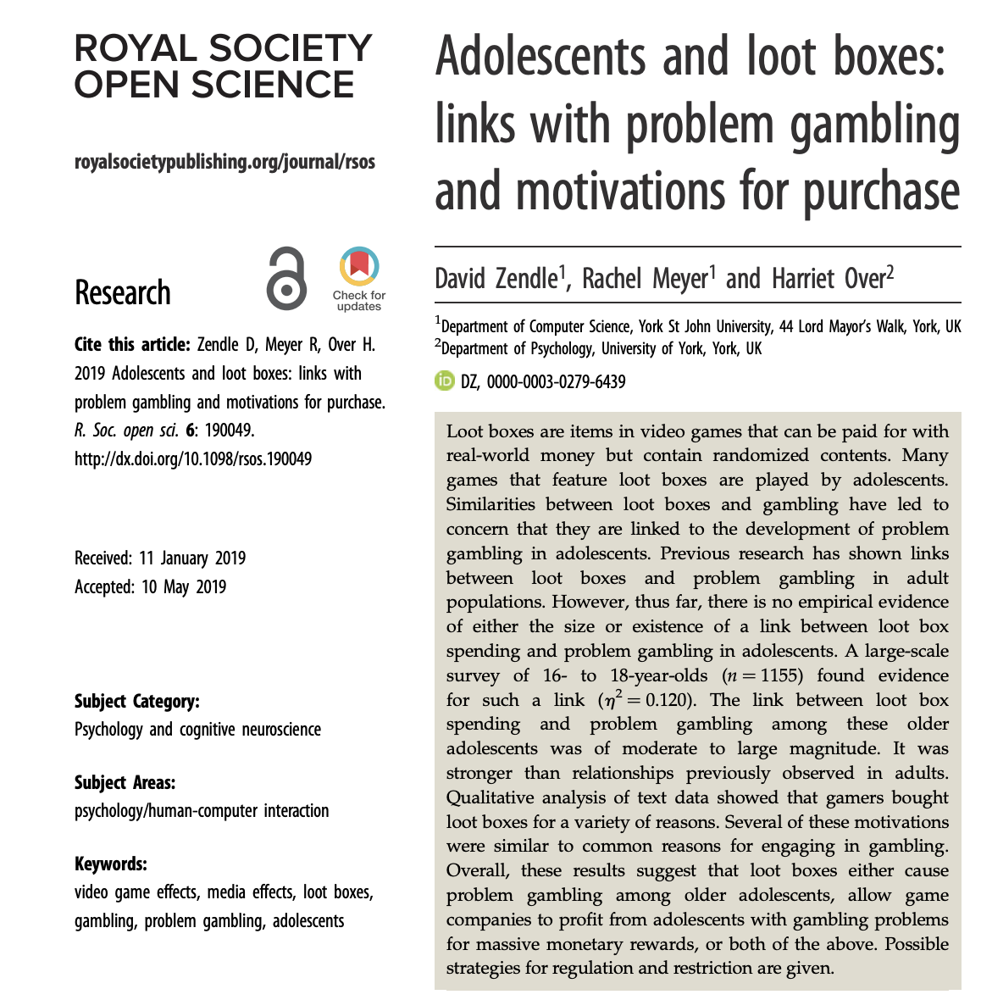 ROYAL SOCIETY
OPEN SCIENCE
royalsocietypublishing.org/journal/rsos
Research
Check for
updates
Cite this article: Zendle D, Meyer R, Over H.
2019 Adolescents and loot boxes: links with
problem gambling and motivations for purchase.
R. Soc. open sci. 6: 190049.
http://dx.doi.org/10.1098/rsos.190049
Received: 11 January 2019
Accepted: 10 May 2019
Subject Category:
Psychology and cognitive neuroscience
Subject Areas:
psychology/human-computer interaction
Keywords:
video game effects, media effects, loot boxes,
gambling, problem gambling, adolescents
Adolescents and loot boxes:
links with problem gambling
and motivations for purchase
David Zendle¹, Rachel Meyer¹ and Harriet Over²
¹Department of Computer Science, York St John University, 44 Lord Mayor's Walk, York, UK
²Department of Psychology, University of York, York, UK
iD DZ, 0000-0003-0279-6439
Loot boxes are items in video games that can be paid for with
real-world money but contain randomized contents. Many
games that feature loot boxes are played by adolescents.
Similarities between loot boxes and gambling have led to
concern that they are linked to the development of problem
gambling in adolescents. Previous research has shown links
between loot boxes and problem gambling in adult
populations. However, thus far, there is no empirical evidence
of either the size or existence of a link between loot box
spending and problem gambling in adolescents. A large-scale
survey of 16- to 18-year-olds (n = 1155) found evidence
for such a link (η² = 0.120). The link between loot box
spending and problem gambling among these older
adolescents was of moderate to large magnitude. It was
stronger than relationships previously observed in adults.
Qualitative analysis of text data showed that gamers bought
loot boxes for a variety of reasons. Several of these motivations
were similar to common reasons for engaging in gambling.
Overall, these results suggest that loot boxes either cause
problem gambling among older adolescents, allow game
companies to profit from adolescents with gambling problems
for massive monetary rewards, or both of the above. Possible
strategies for regulation and restriction are given.